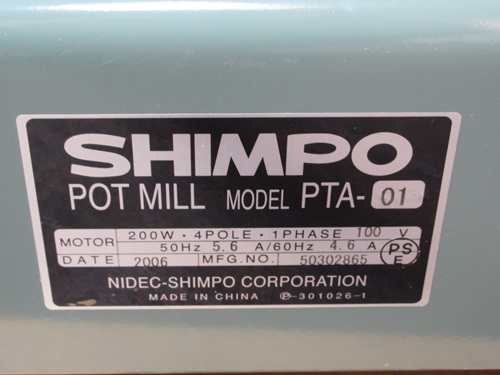 SHIMPO
POT MILL MODEL PTA-01
MOTOR 200W・4POLE・1PHASE 100 V
50Hz 5.6 A/60Hz 4.6 A
DATE 2006 MFG.NO. 50302865
PS E
NIDEC-SHIMPO CORPORATION
MADE IN CHINA Ⓟ-301026-1